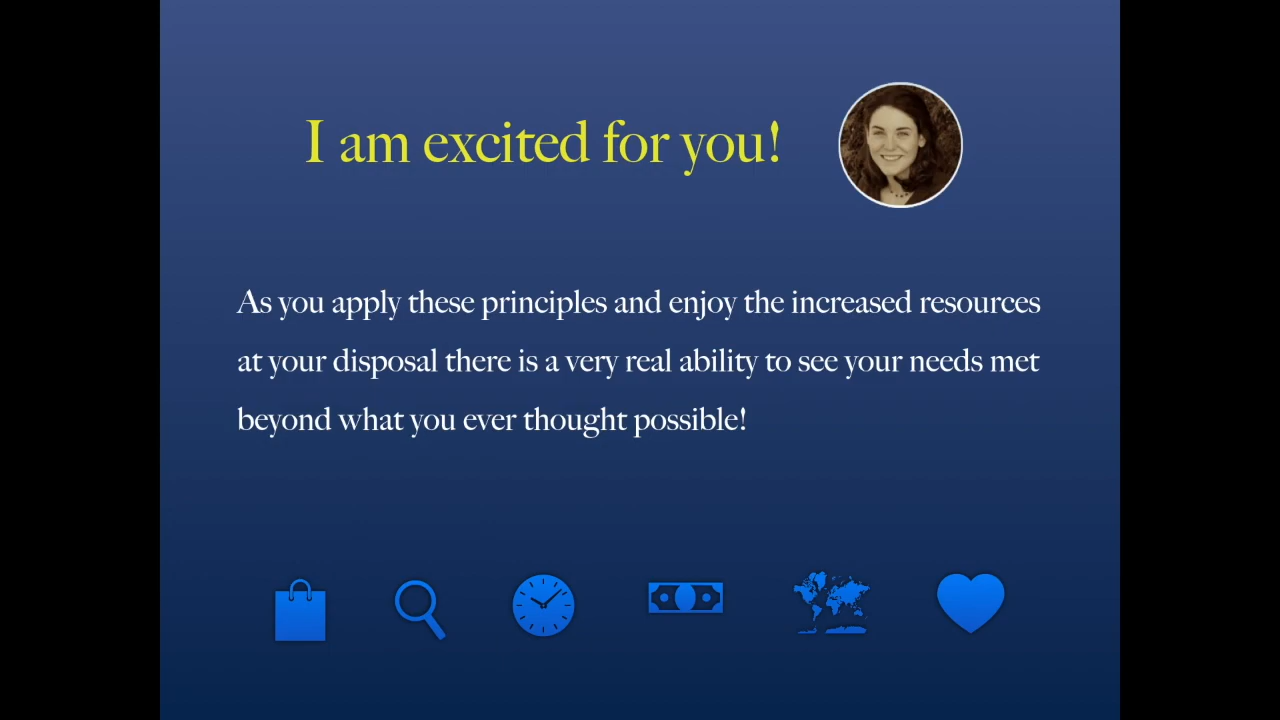 I am excited for you!
As you apply these principles and enjoy the increased resources
at your disposal there is a very real ability to see your needs met
beyond what you ever thought possible!